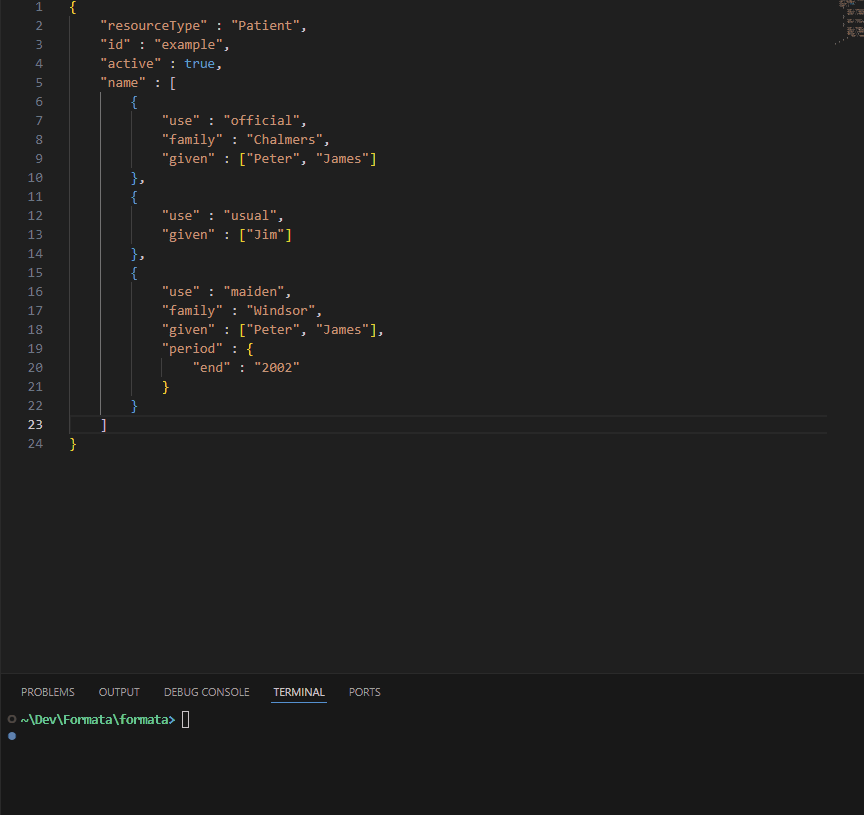 1 {
2 "resourceType" : "Patient",
3 "id" : "example",
4 "active" : true,
5 "name" : [
6 {
7 "use" : "official",
8 "family" : "Chalmers",
9 "given" : ["Peter", "James"]
10 },
11 {
12 "use" : "usual",
13 "given" : ["Jim"]
14 },
15 {
16 "use" : "maiden",
17 "family" : "Windsor",
18 "given" : ["Peter", "James"],
19 "period" : {
20 "end" : "2002"
21 }
22 }
23 ]
24 }
PROBLEMS OUTPUT DEBUG CONSOLE TERMINAL PORTS
~\Dev\Formata\formata>